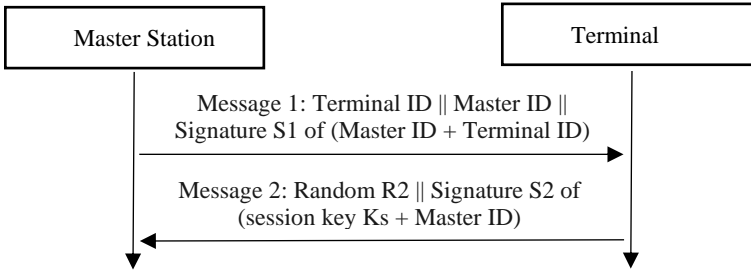 Master Station
Terminal
Message 1: Terminal ID || Master ID ||
Signature S1 of (Master ID + Terminal ID)
Message 2: Random R2 || Signature S2 of
(session key Ks + Master ID)